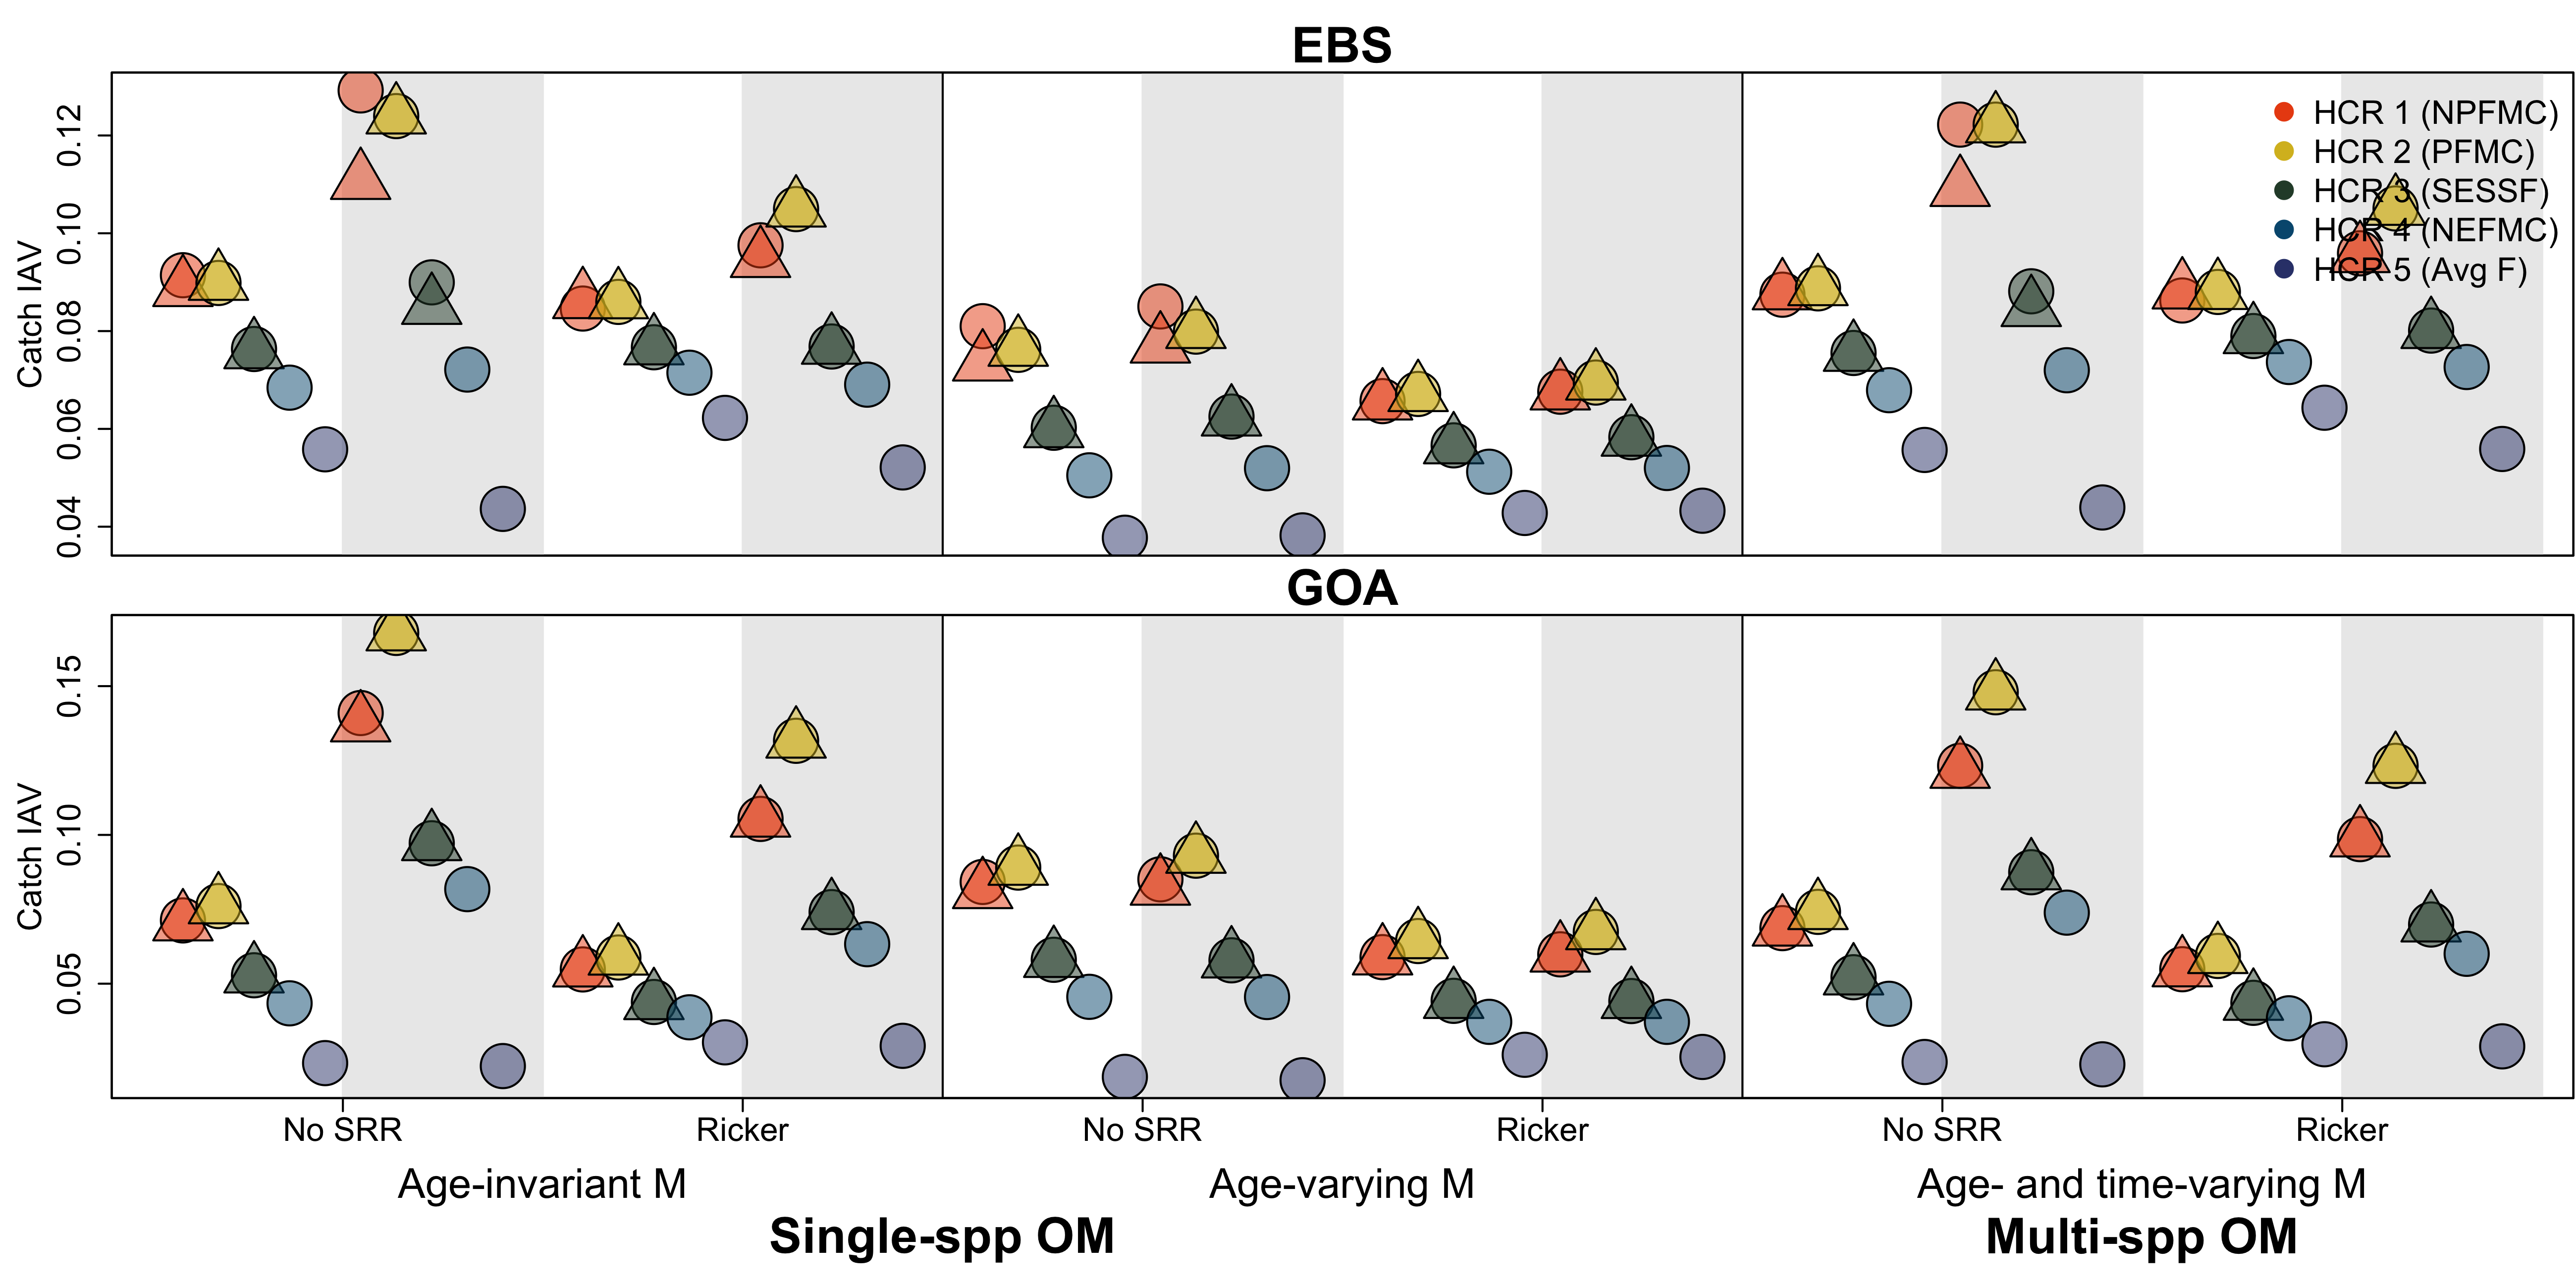 EBS
Catch IAV
0.12
0.10
0.08
0.06
0.04
HCR 1 (NPFMC)
HCR 2 (PFMC)
HCR 3 (SESSF)
HCR 4 (NEFMC)
HCR 5 (Avg F)
GOA
Catch IAV
0.15
0.10
0.05
No SRR Ricker No SRR Ricker No SRR Ricker
Age-invariant M Age-varying M Age- and time-varying M
Single-spp OM Multi-spp OM